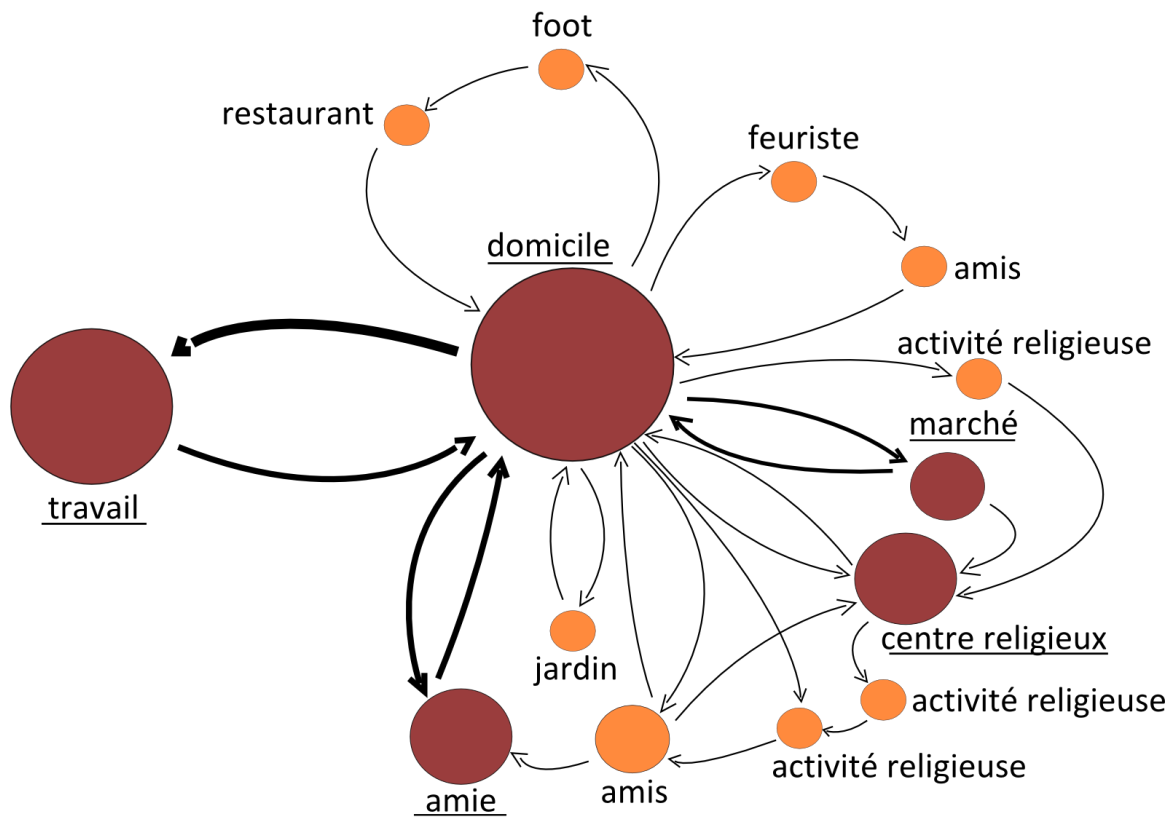 foot
restaurant
feuriste
domicile
amis
activité religieuse
marché
travail
centre religieux
jardin
activité religieuse
activité religieuse
amis
amie